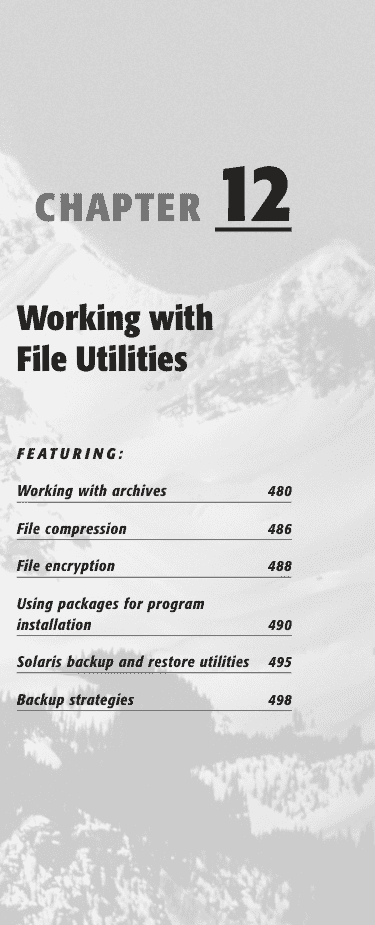 CHAPTER 12
Working with
File Utilities
FEATURING:
Working with archives 480
File compression 486
File encryption 488
Using packages for program
installation 490
Solaris backup and restore utilities 495
Backup strategies 498